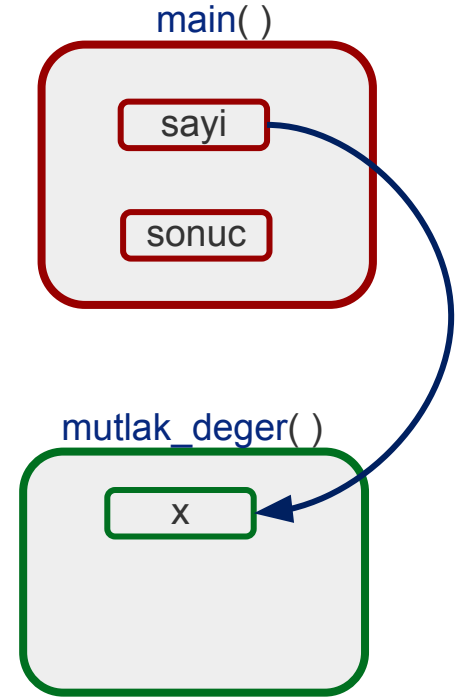 main( )
sayi
sonuc
mutlak_deger( )
x